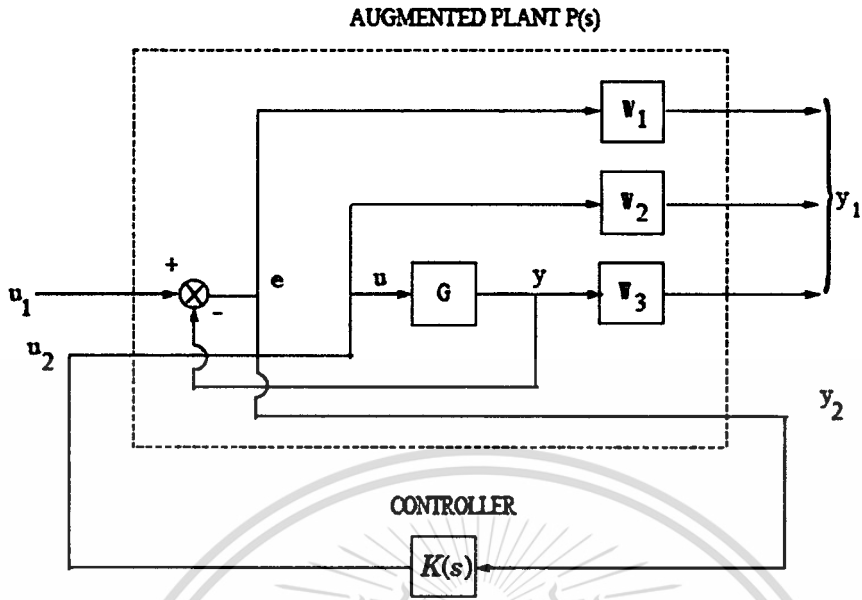 AUGMENTED PLANT P(s)
W₁
W₂
y₁
+
e
u
y
u₁
G
W₃
-
u₂
y₂
CONTROLLER
K(s)